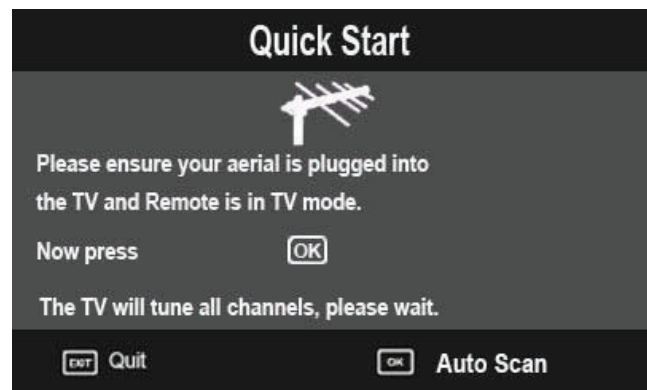 Quick Start
Please ensure your aerial is plugged into
the TV and Remote is in TV mode.
Now press OK
The TV will tune all channels, please wait.
EXIT Quit OK Auto Scan